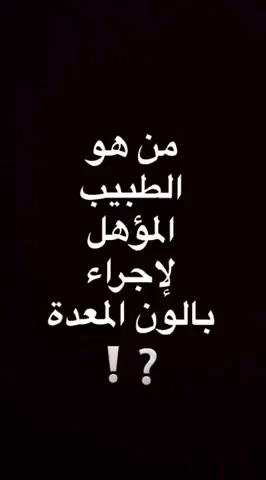 من هو
الطبيب
المؤهل
لإجراء
بالون المعدة
❔❕